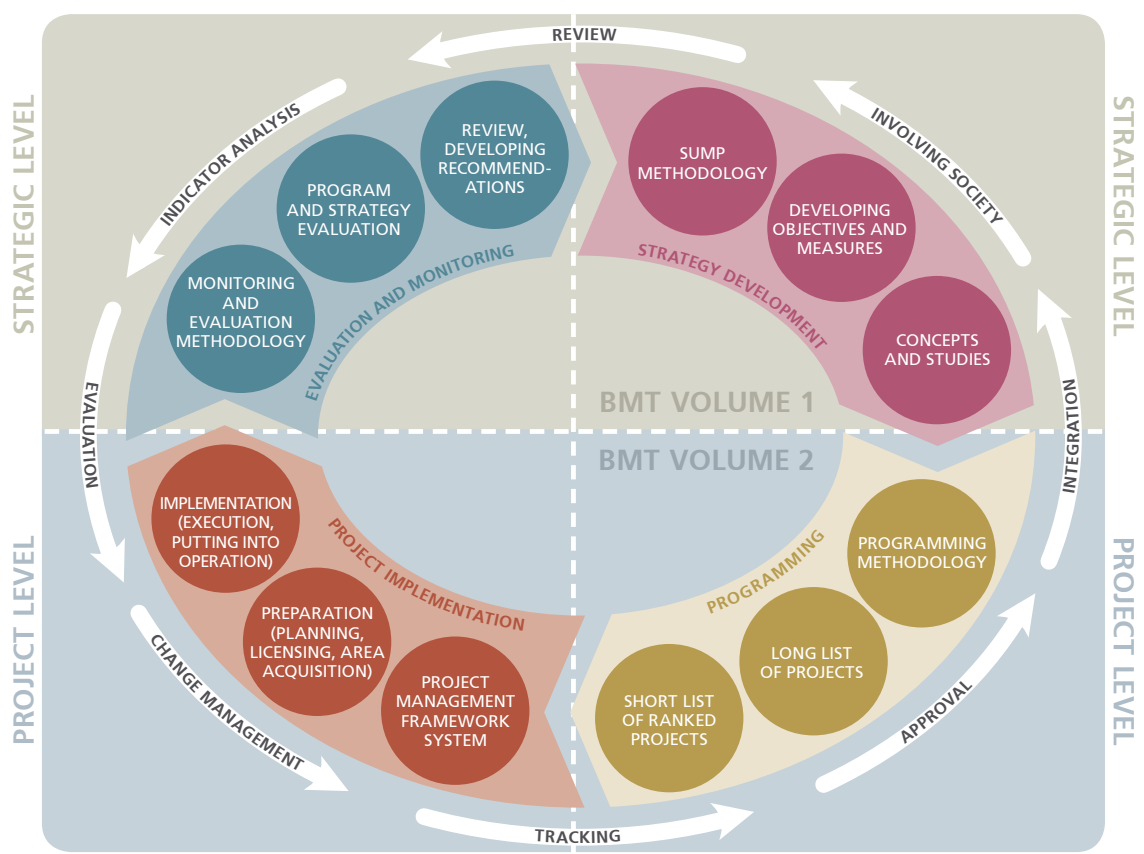 REVIEW
INDICATOR ANALYSIS
INVOLVING SOCIETY
STRATEGIC LEVEL
STRATEGIC LEVEL
REVIEW,
DEVELOPING
RECOMMEND-
ATIONS
PROGRAM
AND STRATEGY
EVALUATION
MONITORING
AND
EVALUATION
METHODOLOGY
EVALUATION AND MONITORING
SUMP
METHODOLOGY
DEVELOPING
OBJECTIVES AND
MEASURES
CONCEPTS
AND STUDIES
STRATEGY DEVELOPMENT
BMT VOLUME 1
BMT VOLUME 2
EVALUATION
INTEGRATION
IMPLEMENTATION
(EXECUTION,
PUTTING INTO
OPERATION)
PREPARATION
(PLANNING,
LICENSING, AREA
ACQUISITION)
PROJECT
MANAGEMENT
FRAMEWORK
SYSTEM
PROJECT IMPLEMENTATION
PROGRAMMING
PROGRAMMING
METHODOLOGY
LONG LIST
OF PROJECTS
SHORT LIST
OF RANKED
PROJECTS
PROJECT LEVEL
PROJECT LEVEL
CHANGE MANAGEMENT
APPROVAL
TRACKING